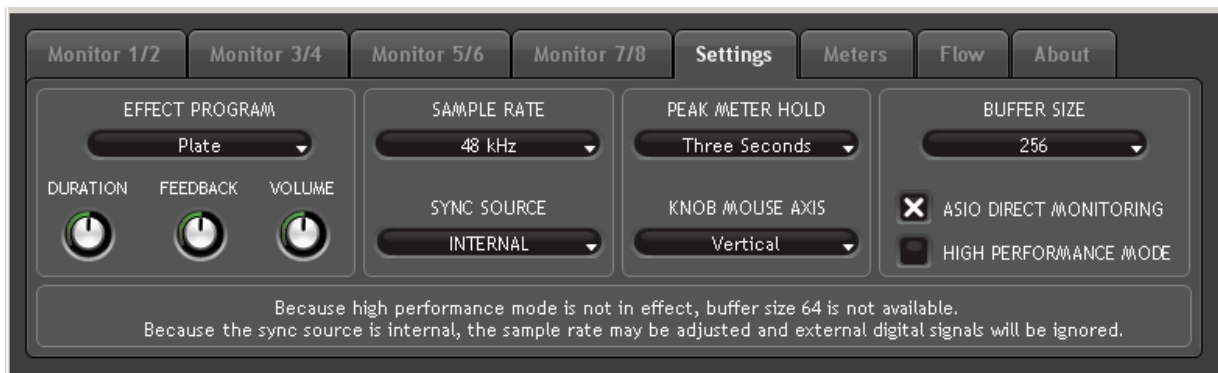 Monitor 1/2
Monitor 3/4
Monitor 5/6
Monitor 7/8
Settings
Meters
Flow
About
EFFECT PROGRAM
Plate
DURATION
FEEDBACK
VOLUME
SAMPLE RATE
48 kHz
SYNC SOURCE
INTERNAL
PEAK METER HOLD
Three Seconds
KNOB MOUSE AXIS
Vertical
BUFFER SIZE
256
ASIO DIRECT MONITORING
HIGH PERFORMANCE MODE
Because high performance mode is not in effect, buffer size 64 is not available.
Because the sync source is internal, the sample rate may be adjusted and external digital signals will be ignored.